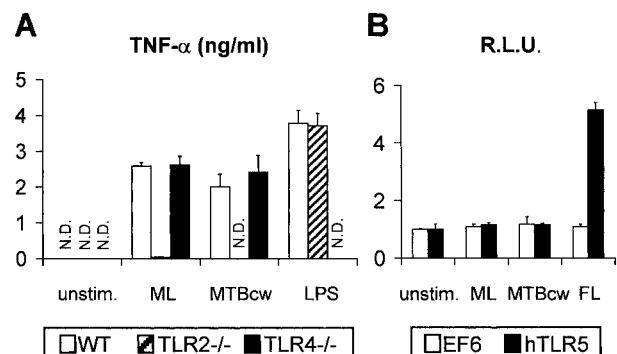 A
TNF-α (ng/ml)
5
4
3
2
1
0
N.D.
N.D.
N.D.
N.D.
N.D.
unstim. ML MTBcw LPS
WT TLR2-/- TLR4-/-
B
R.L.U.
6
4
2
0
unstim. ML MTBcw FL
EF6 hTLR5